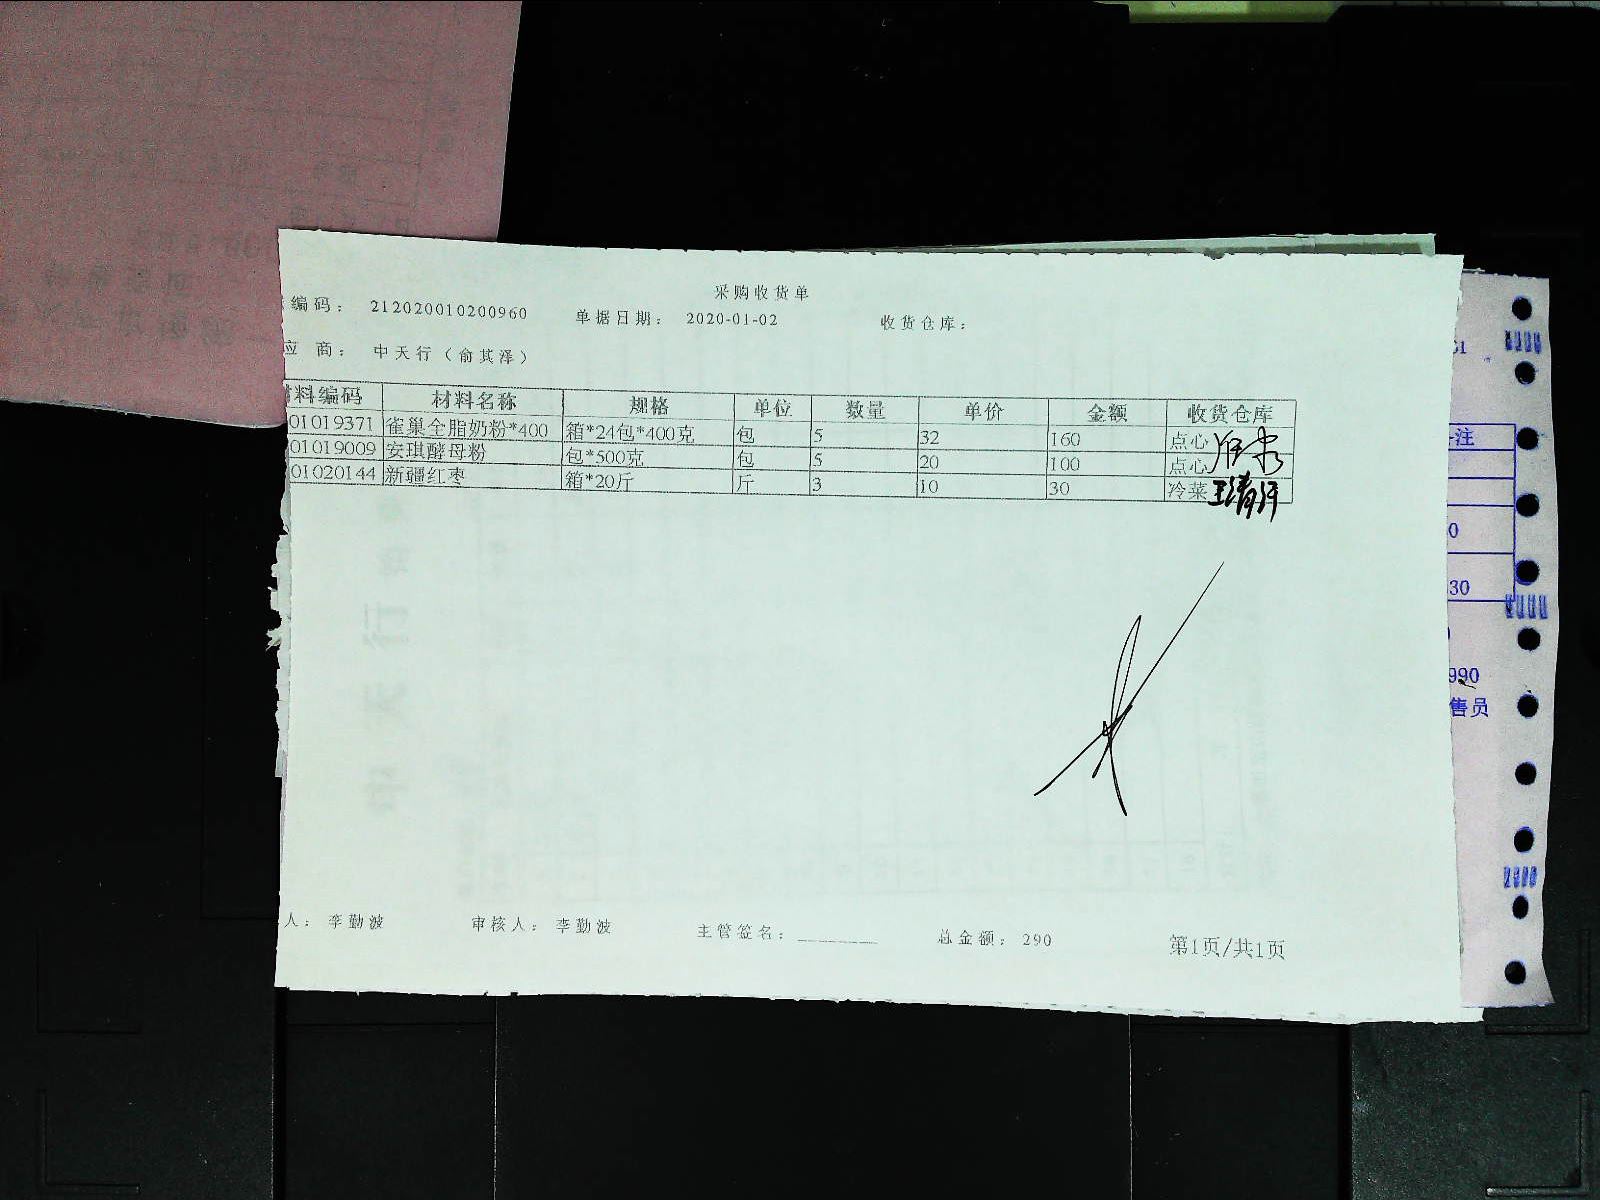 采购收货单
编码：212020010200960 单据日期：2020-01-02 收货仓库：
应商：中天行（俞其泽）
料编码 材料名称 规格 单位 数量 单价 金额 收货仓库
01019371 雀巢全脂奶粉*400 箱*24包*400克 包 5 32 160 点心
01019009 安琪酵母粉 包*500克 包 5 20 100 点心
01020144 新疆红枣 箱*20斤 斤 3 10 30 冷菜
人：李勤波 审核人：李勤波 主管签名： 总金额：290 第1页/共1页
注
0
30
990
售员